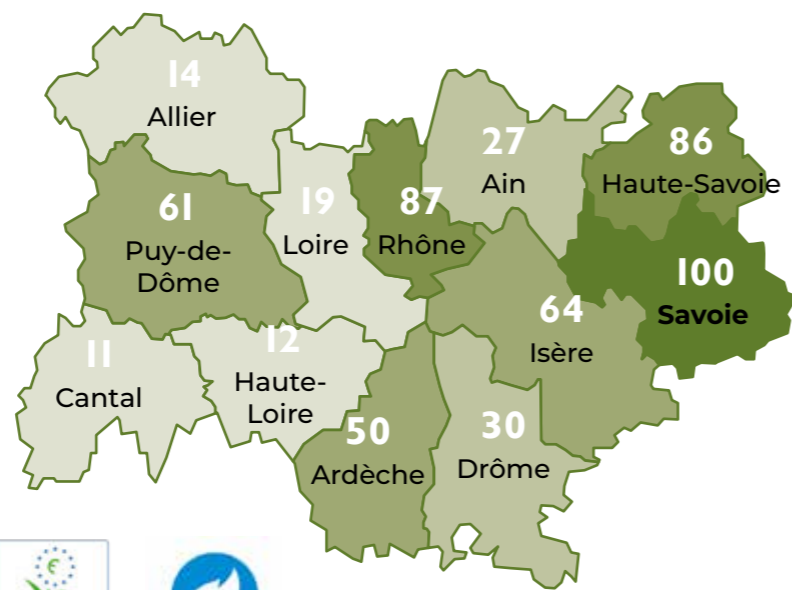 14
Allier
27
Ain
86
Haute-Savoie
61
Puy-de-
Dôme
19
Loire
87
Rhône
100
Savoie
64
Isère
11
Cantal
12
Haute-
Loire
50
Ardèche
30
Drôme